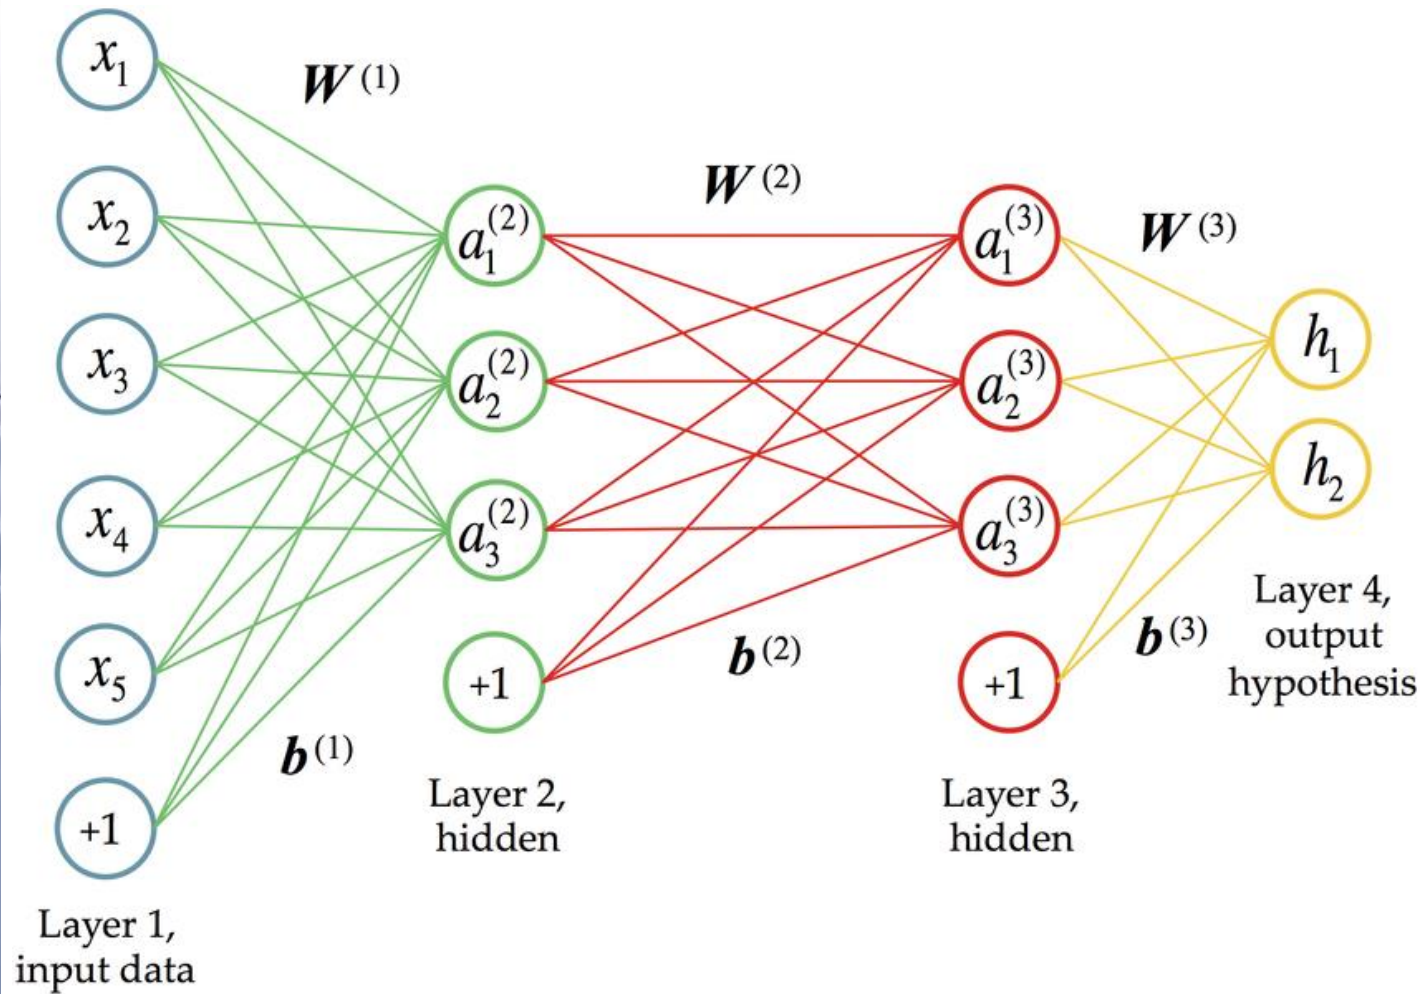 x₁
x₂
x₃
x₄
x₅
+1
Layer 1,
input data
W⁽¹⁾
b⁽¹⁾
a₁⁽²⁾
a₂⁽²⁾
a₃⁽²⁾
+1
Layer 2,
hidden
W⁽²⁾
b⁽²⁾
a₁⁽³⁾
a₂⁽³⁾
a₃⁽³⁾
+1
Layer 3,
hidden
W⁽³⁾
b⁽³⁾
h₁
h₂
Layer 4,
output
hypothesis